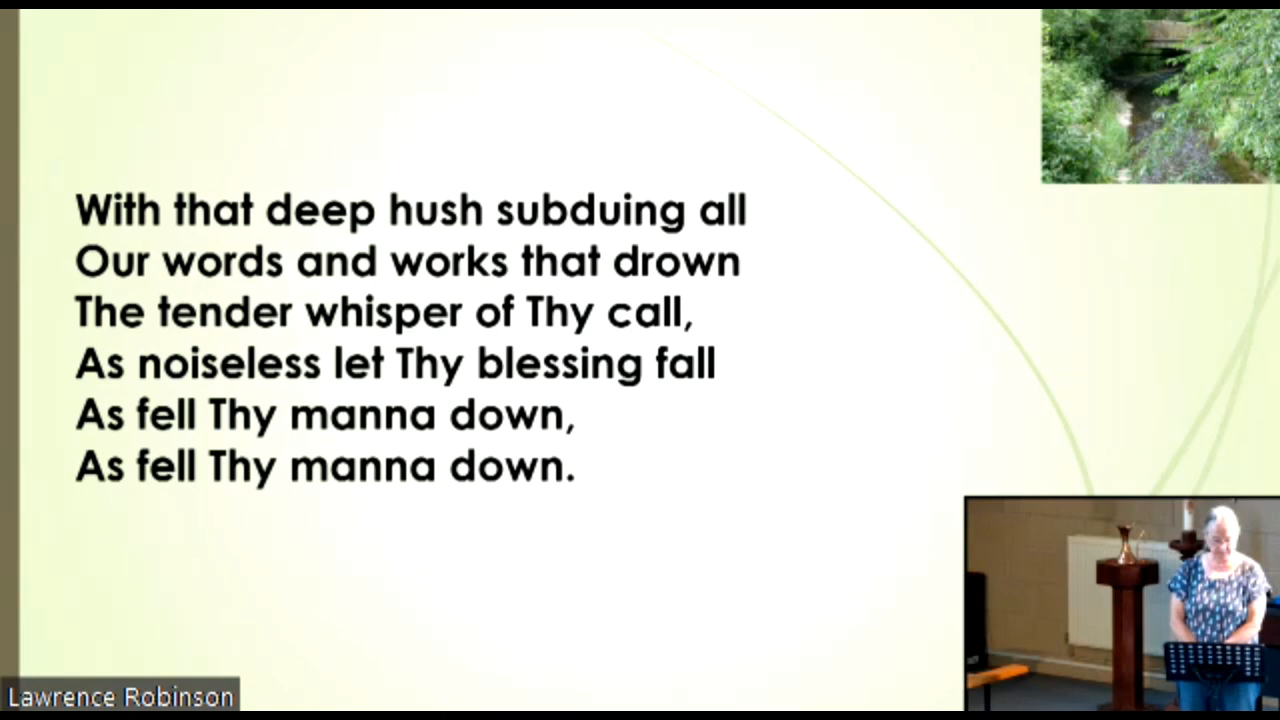 With that deep hush subduing all
Our words and works that drown
The tender whisper of Thy call,
As noiseless let Thy blessing fall
As fell Thy manna down,
As fell Thy manna down.
Lawrence Robinson